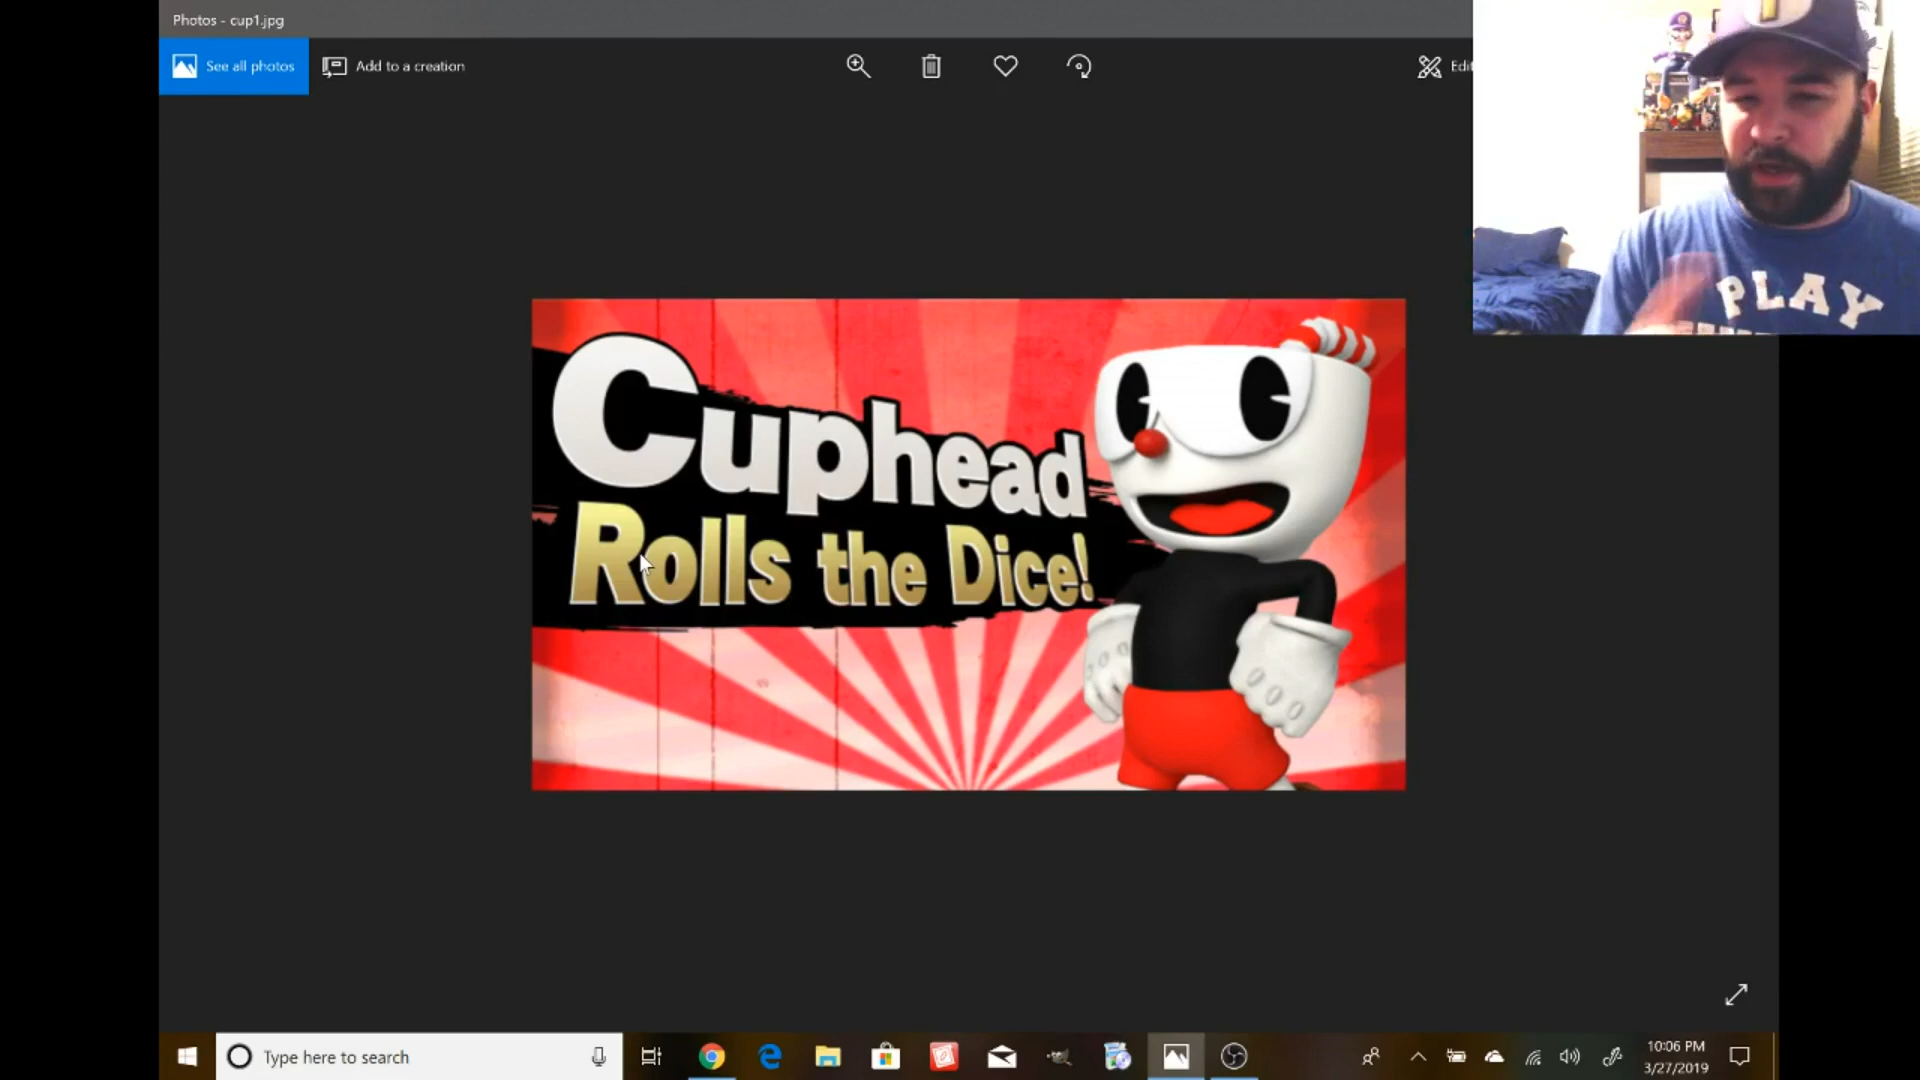 Photos - cup1.jpg
See all photos
Add to a creation
Edit
PLAY
Cuphead
Rolls the Dice!
Type here to search
10:06 PM
3/27/2019